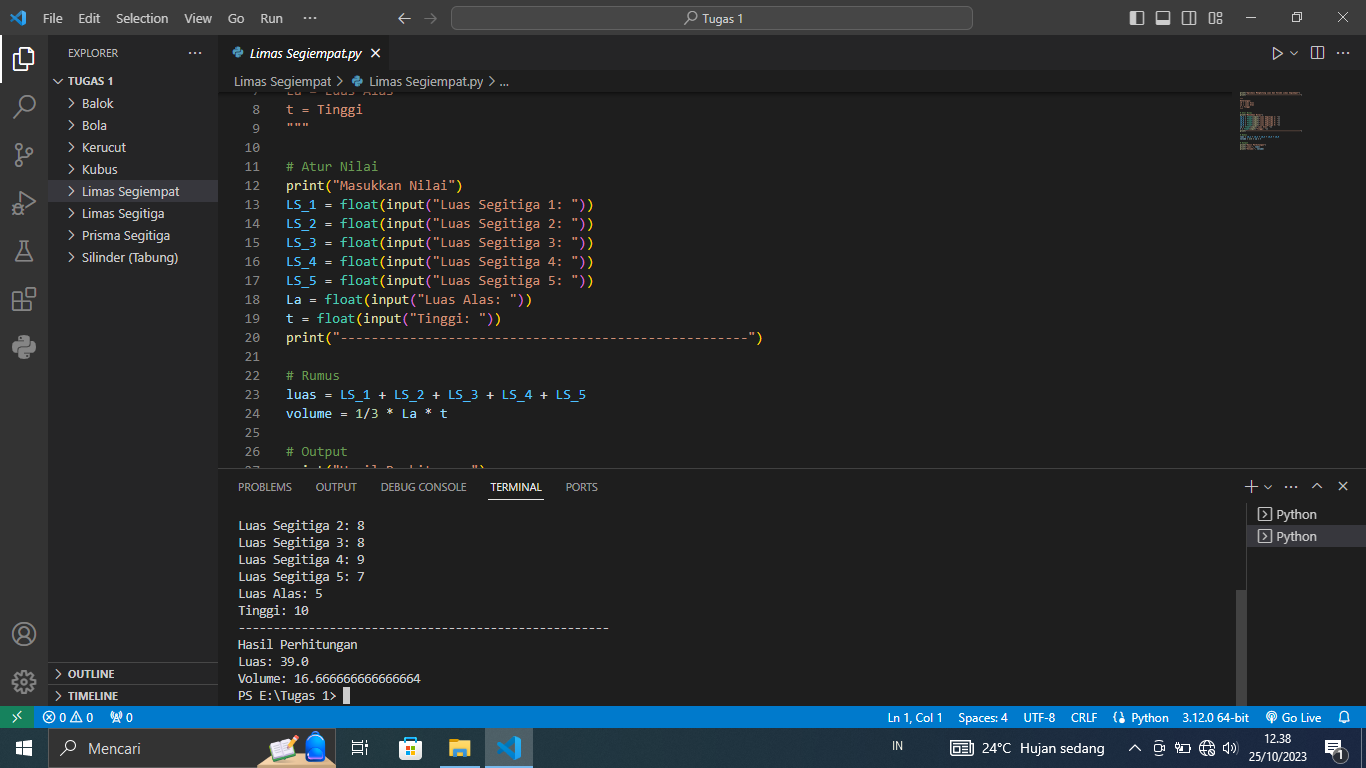 File Edit Selection View Go Run ···
Tugas 1
EXPLORER ···
TUGAS 1
Balok
Bola
Kerucut
Kubus
Limas Segiempat
Limas Segitiga
Prisma Segitiga
Silinder (Tabung)
OUTLINE
TIMELINE
Limas Segiempat.py
Limas Segiempat > Limas Segiempat.py > ...
7 La = Luas Alas
8 t = Tinggi
9 """
10
11 # Atur Nilai
12 print("Masukkan Nilai")
13 LS_1 = float(input("Luas Segitiga 1: "))
14 LS_2 = float(input("Luas Segitiga 2: "))
15 LS_3 = float(input("Luas Segitiga 3: "))
16 LS_4 = float(input("Luas Segitiga 4: "))
17 LS_5 = float(input("Luas Segitiga 5: "))
18 La = float(input("Luas Alas: "))
19 t = float(input("Tinggi: "))
20 print("-----------------------------------------------------")
21
22 # Rumus
23 luas = LS_1 + LS_2 + LS_3 + LS_4 + LS_5
24 volume = 1/3 * La * t
25
26 # Output
27 print("Hasil Perhitungan")
PROBLEMS OUTPUT DEBUG CONSOLE TERMINAL PORTS
Luas Segitiga 2: 8
Luas Segitiga 3: 8
Luas Segitiga 4: 9
Luas Segitiga 5: 7
Luas Alas: 5
Tinggi: 10
-----------------------------------------------------
Hasil Perhitungan
Luas: 39.0
Volume: 16.666666666666664
PS E:\Tugas 1>
Python
Python
0 0 0
Ln 1, Col 1 Spaces: 4 UTF-8 CRLF Python 3.12.0 64-bit Go Live
Mencari
IN
24°C Hujan sedang
12.38
25/10/2023
1